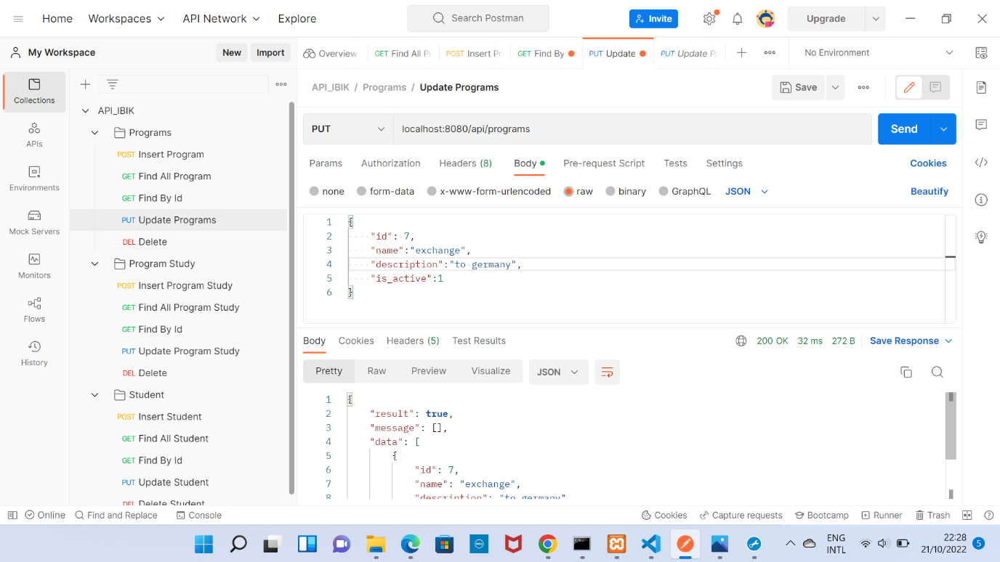 Home
Workspaces
API Network
Explore
Search Postman
Invite
Upgrade
My Workspace
New
Import
Overview
GET Find All Pr
POST Insert Pr
GET Find By
PUT Update
PUT Update P
No Environment
Collections
APIs
Environments
Mock Servers
Monitors
Flows
History
API_IBIK
Programs
POST Insert Program
GET Find All Program
GET Find By Id
PUT Update Programs
DEL Delete
Program Study
POST Insert Program Study
GET Find All Program Study
GET Find By Id
PUT Update Program Study
DEL Delete
Student
POST Insert Student
GET Find All Student
GET Find By Id
PUT Update Student
DEL Delete Student
API_IBIK / Programs / Update Programs
Save
PUT
localhost:8080/api/programs
Send
Params
Authorization
Headers (8)
Body
Pre-request Script
Tests
Settings
Cookies
none
form-data
x-www-form-urlencoded
raw
binary
GraphQL
JSON
Beautify
1 {
2 "id": 7,
3 "name":"exchange",
4 "description":"to germany",
5 "is_active":1
6 }
Body
Cookies
Headers (5)
Test Results
200 OK
32 ms
272 B
Save Response
Pretty
Raw
Preview
Visualize
JSON
1 {
2 "result": true,
3 "message": [],
4 "data": [
5 {
6 "id": 7,
7 "name": "exchange",
8 "description": "to germany"
Online
Find and Replace
Console
Cookies
Capture requests
Bootcamp
Runner
Trash
ENG
INTL
22:28
21/10/2022
5